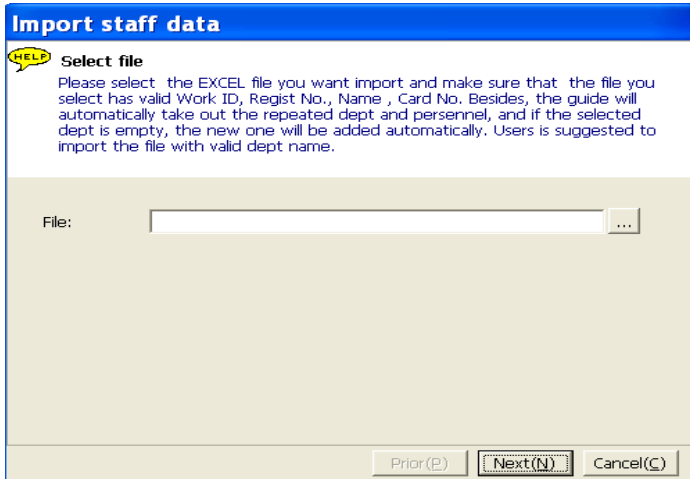 Import staff data
HELP
Select file
Please select the EXCEL file you want import and make sure that the file you
select has valid Work ID, Regist No., Name , Card No. Besides, the guide will
automatically take out the repeated dept and persennel, and if the selected
dept is empty, the new one will be added automatically. Users is suggested to
import the file with valid dept name.
File:
...
Prior(P)
Next(N)
Cancel(C)